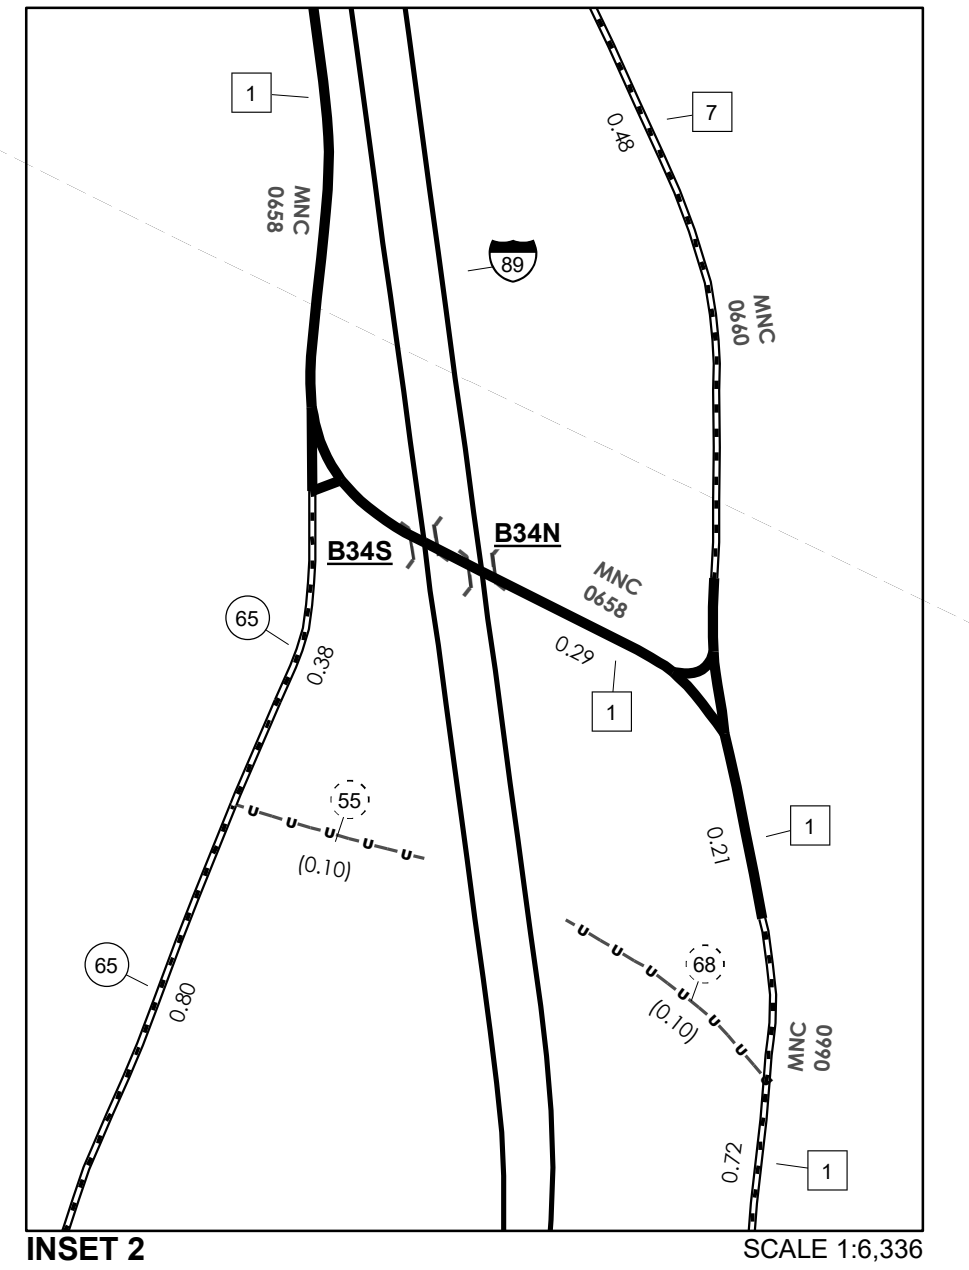 1
7
0.48
MNC
0658
89
MNC
0660
B34S
B34N
MNC
0658
65
0.38
0.29
1
55
(0.10)
1
0.21
65
0.80
68
(0.10)
MNC
0660
0.72
1
U
U
U
U
U
U
U
U
U
U
U
INSET 2
SCALE 1:6,336